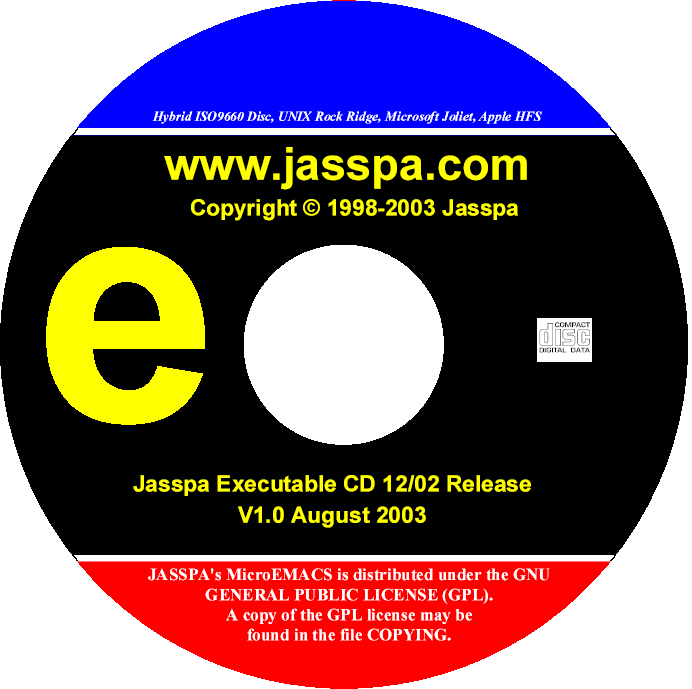 Hybrid ISO9660 Disc, UNIX Rock Ridge, Microsoft Joliet, Apple HFS
www.jasspa.com
Copyright © 1998-2003 Jasspa
e
COMPACT
disc
DIGITAL DATA
Jasspa Executable CD 12/02 Release
V1.0 August 2003
JASSPA's MicroEMACS is distributed under the GNU
GENERAL PUBLIC LICENSE (GPL).
A copy of the GPL license may be
found in the file COPYING.